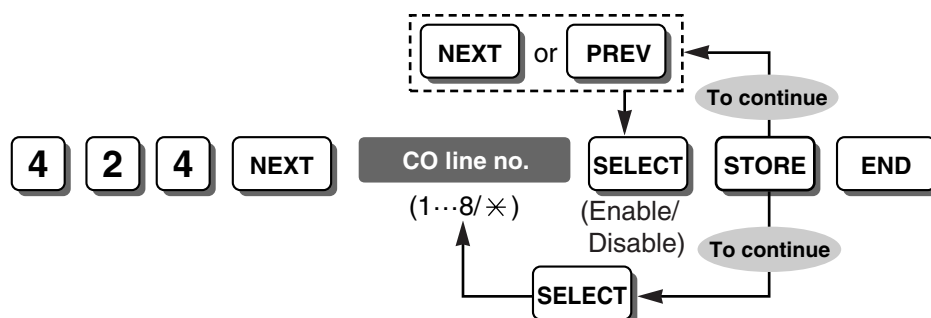 NEXT or PREV
To continue
4 2 4 NEXT CO line no. SELECT STORE END
(1···8/✳) (Enable/
Disable)
To continue
SELECT